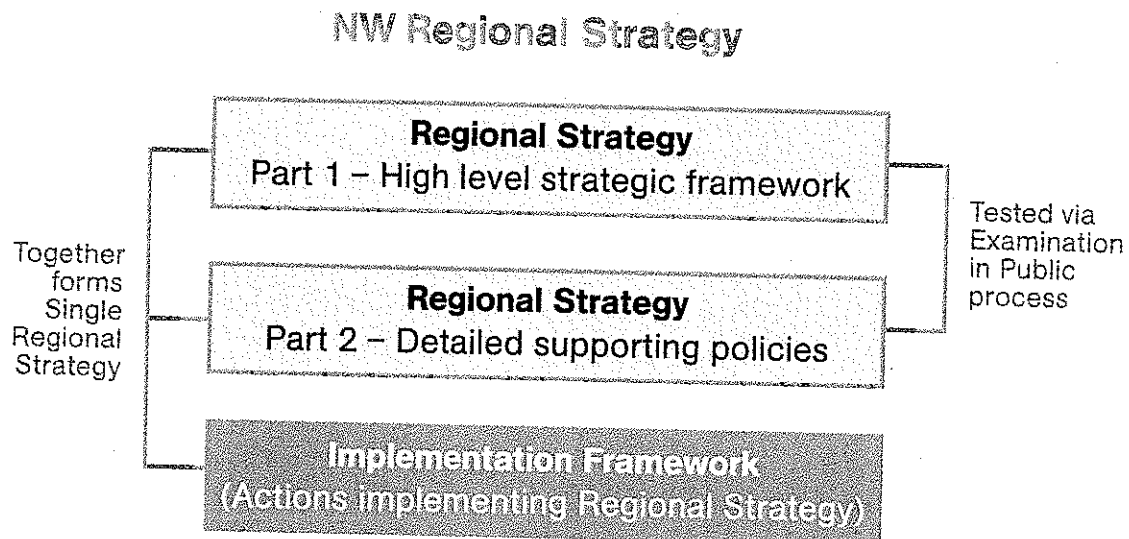 NW Regional Strategy
Regional Strategy
Part 1 – High level strategic framework
Together
forms
Single
Regional
Strategy
Tested via
Examination
in Public
process
Regional Strategy
Part 2 – Detailed supporting policies
Implementation Framework
(Actions implementing Regional Strategy)